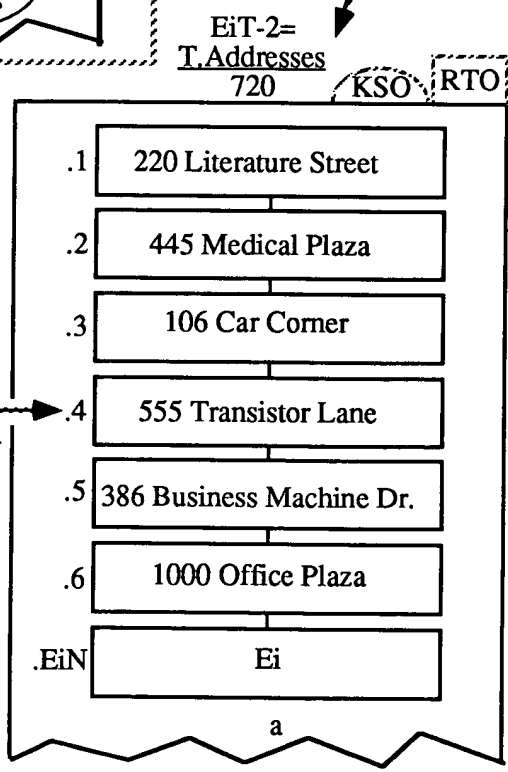 EiT-2=
T.Addresses
720
KSO
RTO
.1 220 Literature Street
.2 445 Medical Plaza
.3 106 Car Corner
.4 555 Transistor Lane
.5 386 Business Machine Dr.
.6 1000 Office Plaza
.EiN Ei
a